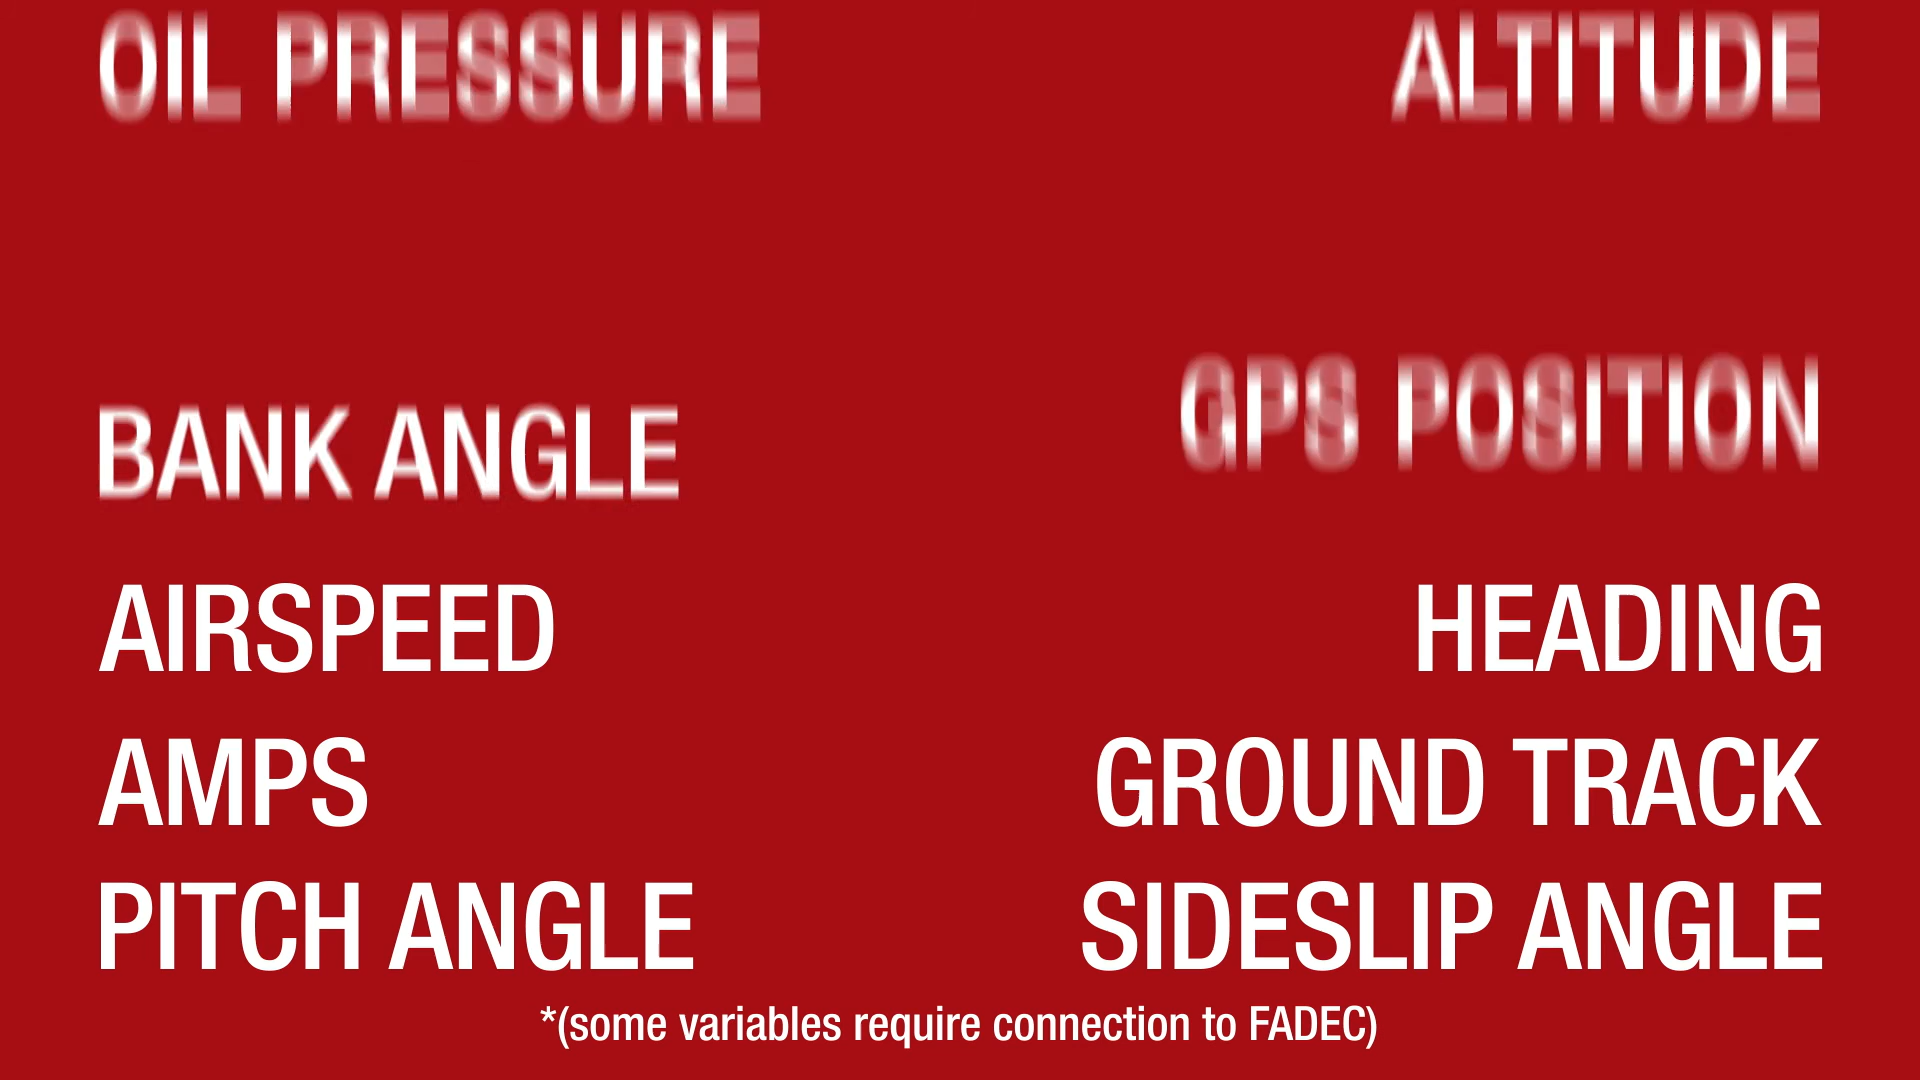 OIL PRESSURE
ALTITUDE
BANK ANGLE
GPS POSITION
AIRSPEED
HEADING
AMPS
GROUND TRACK
PITCH ANGLE
SIDESLIP ANGLE
*(some variables require connection to FADEC)